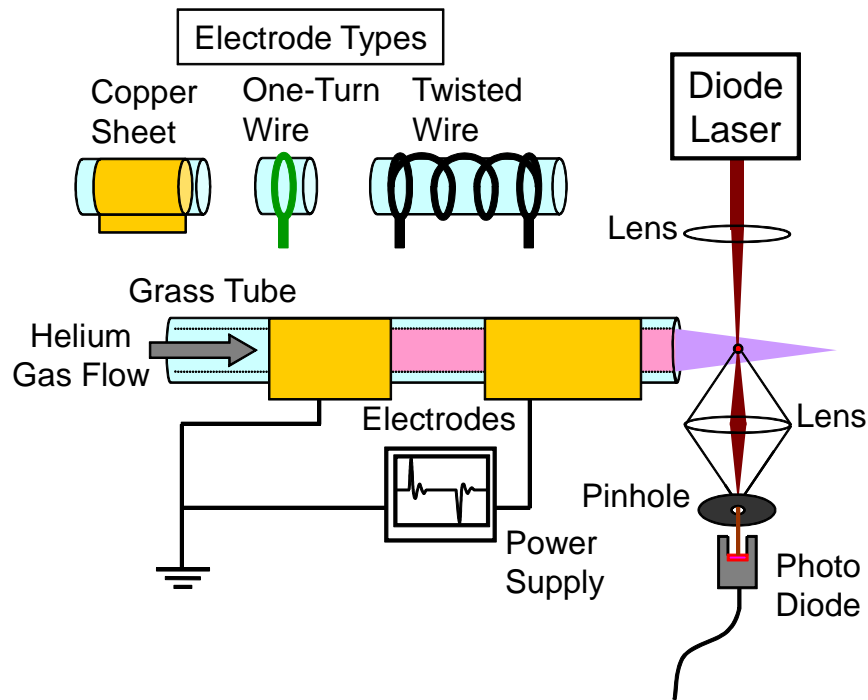 Electrode Types
Copper
Sheet
One-Turn
Wire
Twisted
Wire
Diode
Laser
Lens
Grass Tube
Helium
Gas Flow
Electrodes
Lens
Pinhole
Power
Supply
Photo
Diode